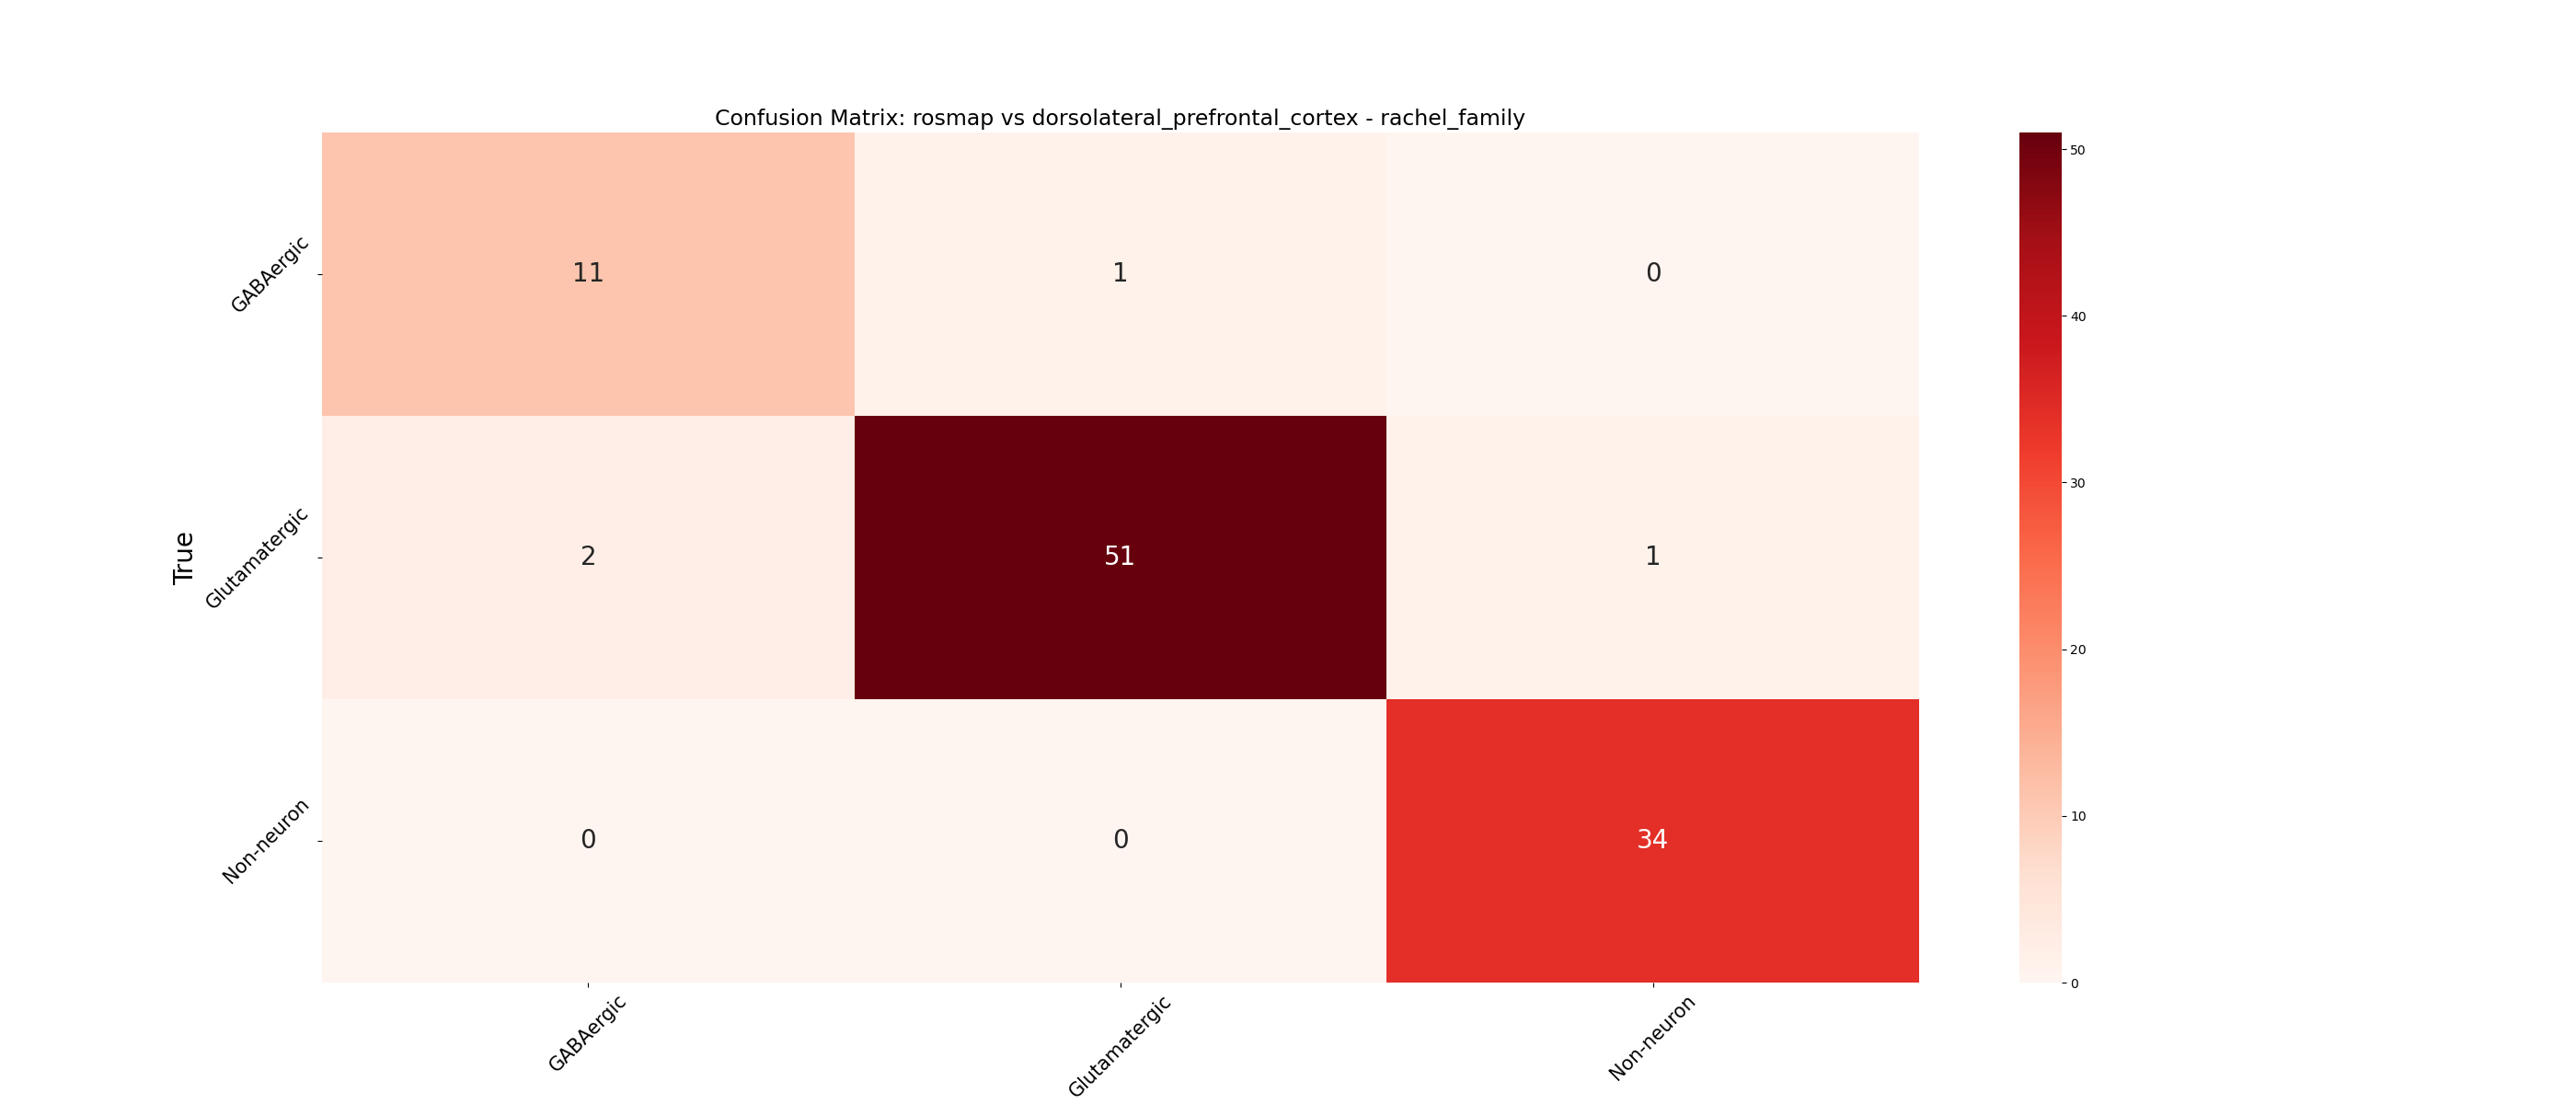 Confusion Matrix: rosmap vs dorsolateral_prefrontal_cortex - rachel_family
True
GABAergic
11 1 0
Glutamatergic
2 51 1
Non-neuron
0 0 34
GABAergic Glutamatergic Non-neuron
50
40
30
20
10
0